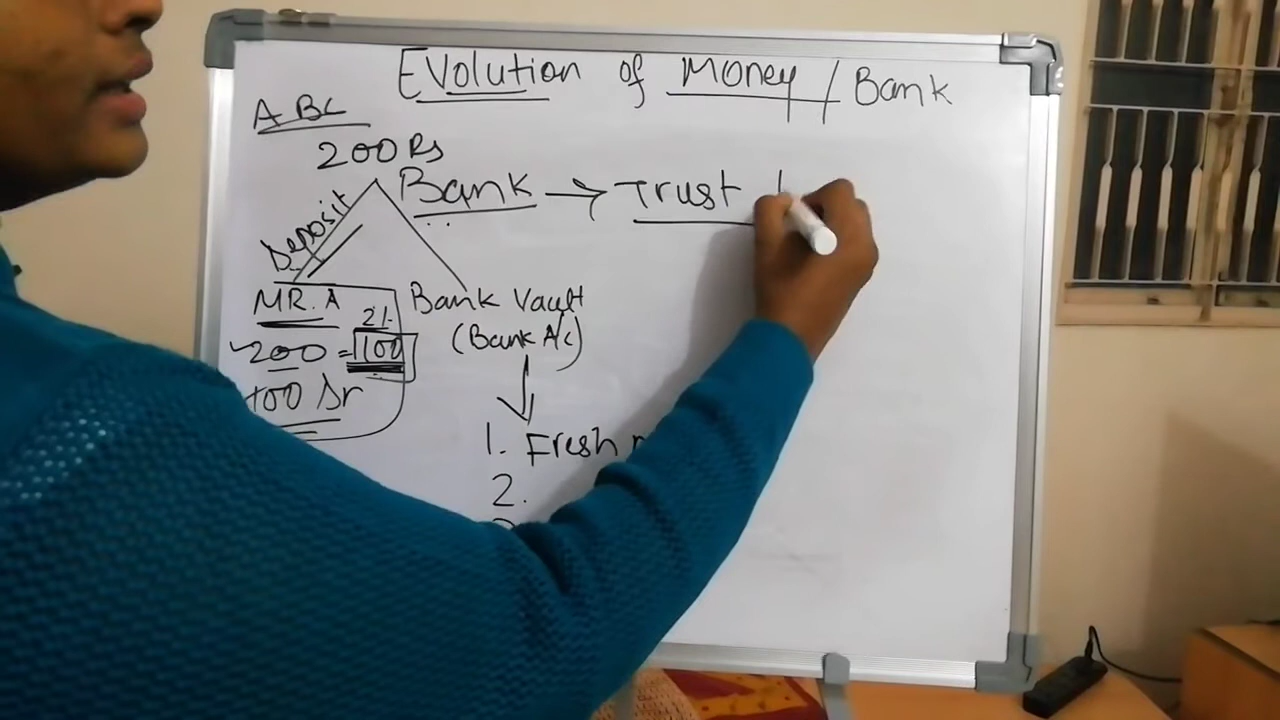 Evolution of Money / Bank
ABC
200 Rs
Bank → Trust
Deposit
MR. A
Bank Vault
2%
(Bank A/c)
200 = 100
100 Dr
1. Fresh
2.